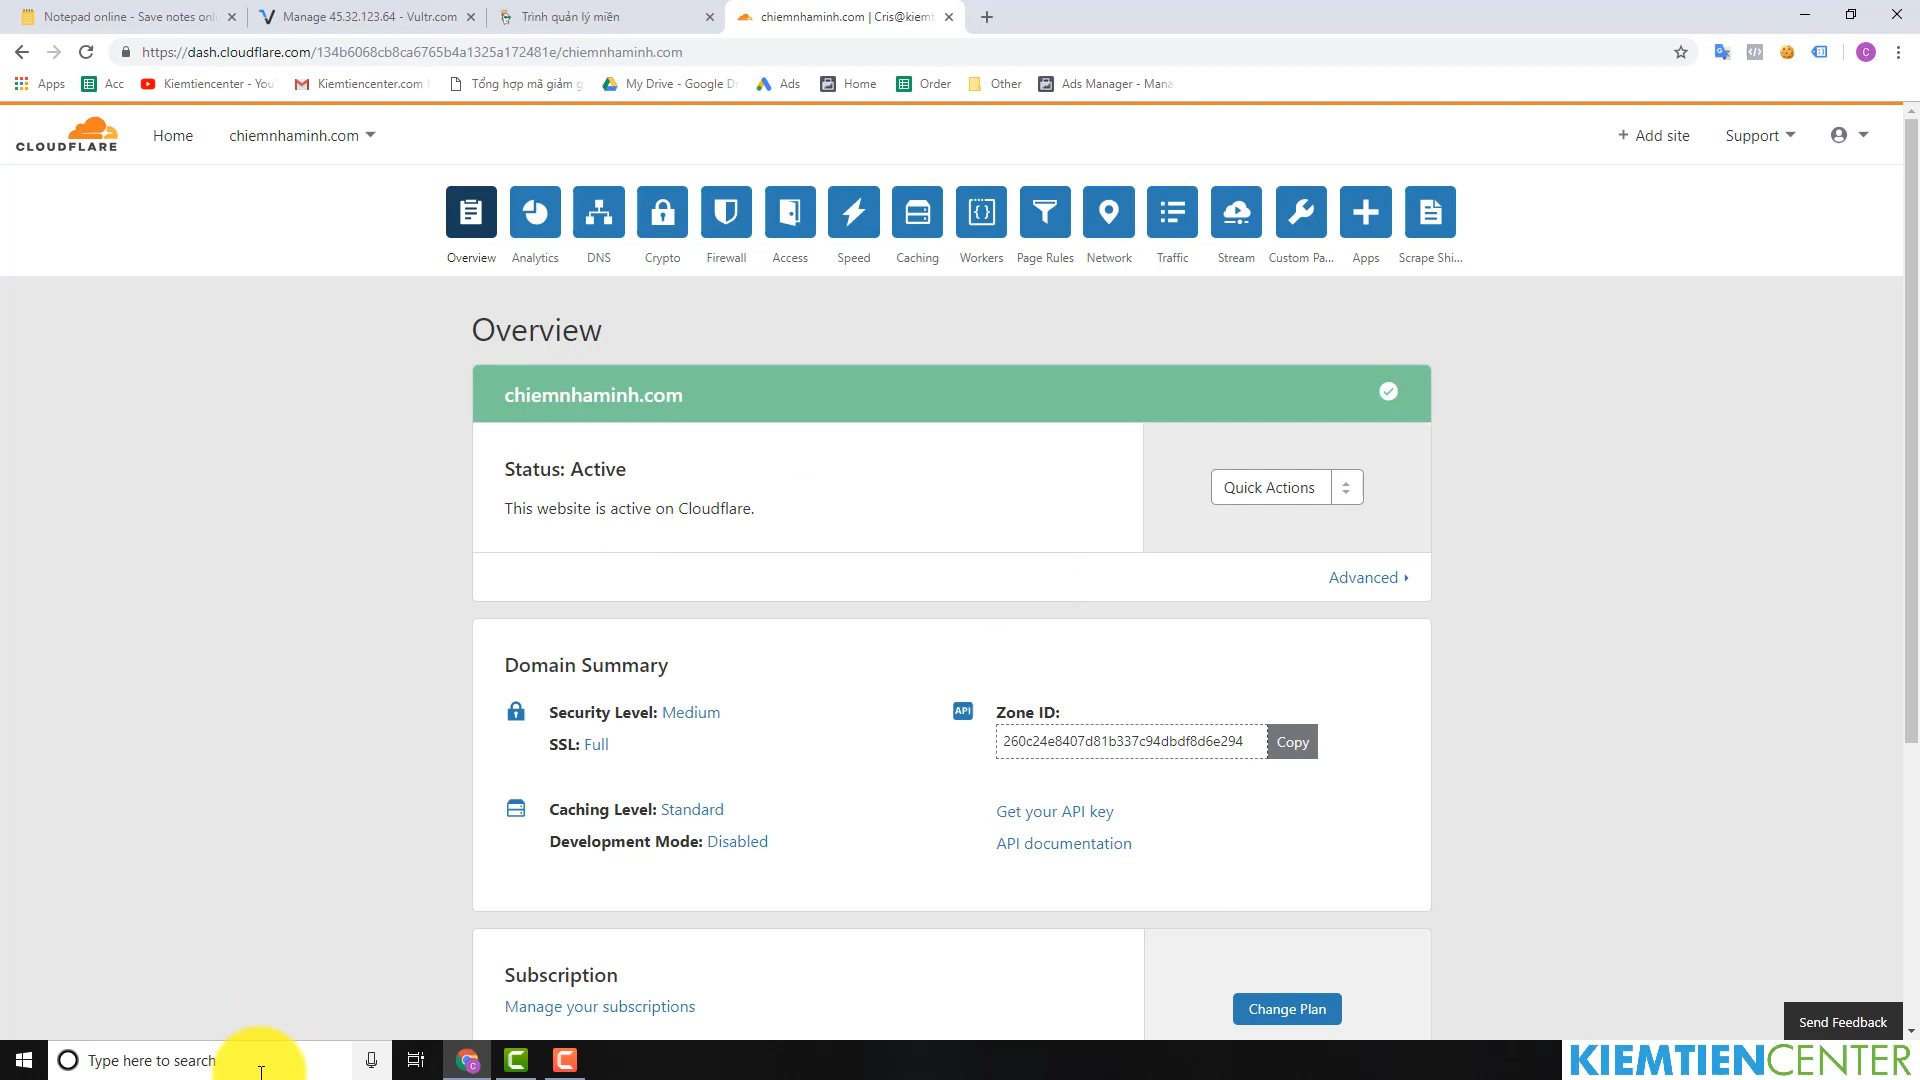 Notepad online - Save notes onl
Manage 45.32.123.64 - Vultr.com
Trình quản lý miền
chiemnhaminh.com | Cris@kiemt
https://dash.cloudflare.com/134b6068cb8ca6765b4a1325a172481e/chiemnhaminh.com
C
Apps
Acc
Kiemtiencenter - You
Kiemtiencenter.com
Tổng hợp mã giảm g
My Drive - Google Dr
Ads
Home
Order
Other
Ads Manager - Mana
CLOUDFLARE
Home
chiemnhaminh.com
+ Add site
Support
Overview
Analytics
DNS
Crypto
Firewall
Access
Speed
Caching
Workers
Page Rules
Network
Traffic
Stream
Custom Pa...
Apps
Scrape Shi...
Overview
chiemnhaminh.com
Status: Active
This website is active on Cloudflare.
Quick Actions
Advanced
Domain Summary
Security Level: Medium
SSL: Full
API
Zone ID:
260c24e8407d81b337c94dbdf8d6e294
Copy
Caching Level: Standard
Development Mode: Disabled
Get your API key
API documentation
Subscription
Manage your subscriptions
Change Plan
Send Feedback
Type here to search
KIEMTIENCENTER